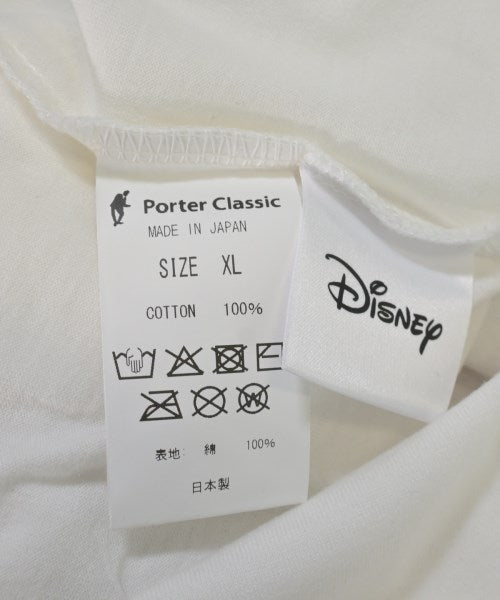 Porter Classic
MADE IN JAPAN
SIZE XL
COTTON 100%
W
表地: 綿 100%
日本製
Disney